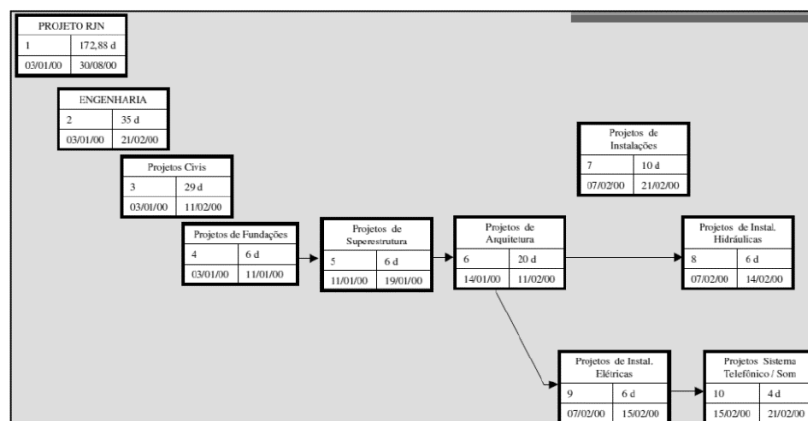 PROJETO RJN
1 172,88 d
03/01/00 30/08/00
ENGENHARIA
2 35 d
03/01/00 21/02/00
Projetos Civis
3 29 d
03/01/00 11/02/00
Projetos de Fundações
4 6 d
03/01/00 11/01/00
Projetos de
Superestrutura
5 6 d
11/01/00 19/01/00
Projetos de
Arquitetura
6 20 d
14/01/00 11/02/00
Projetos de
Instalações
7 10 d
07/02/00 21/02/00
Projetos de Instal.
Hidráulicas
8 6 d
07/02/00 14/02/00
Projetos de Instal.
Elétricas
9 6 d
07/02/00 15/02/00
Projetos Sistema
Telefônico / Som
10 4 d
15/02/00 21/02/00